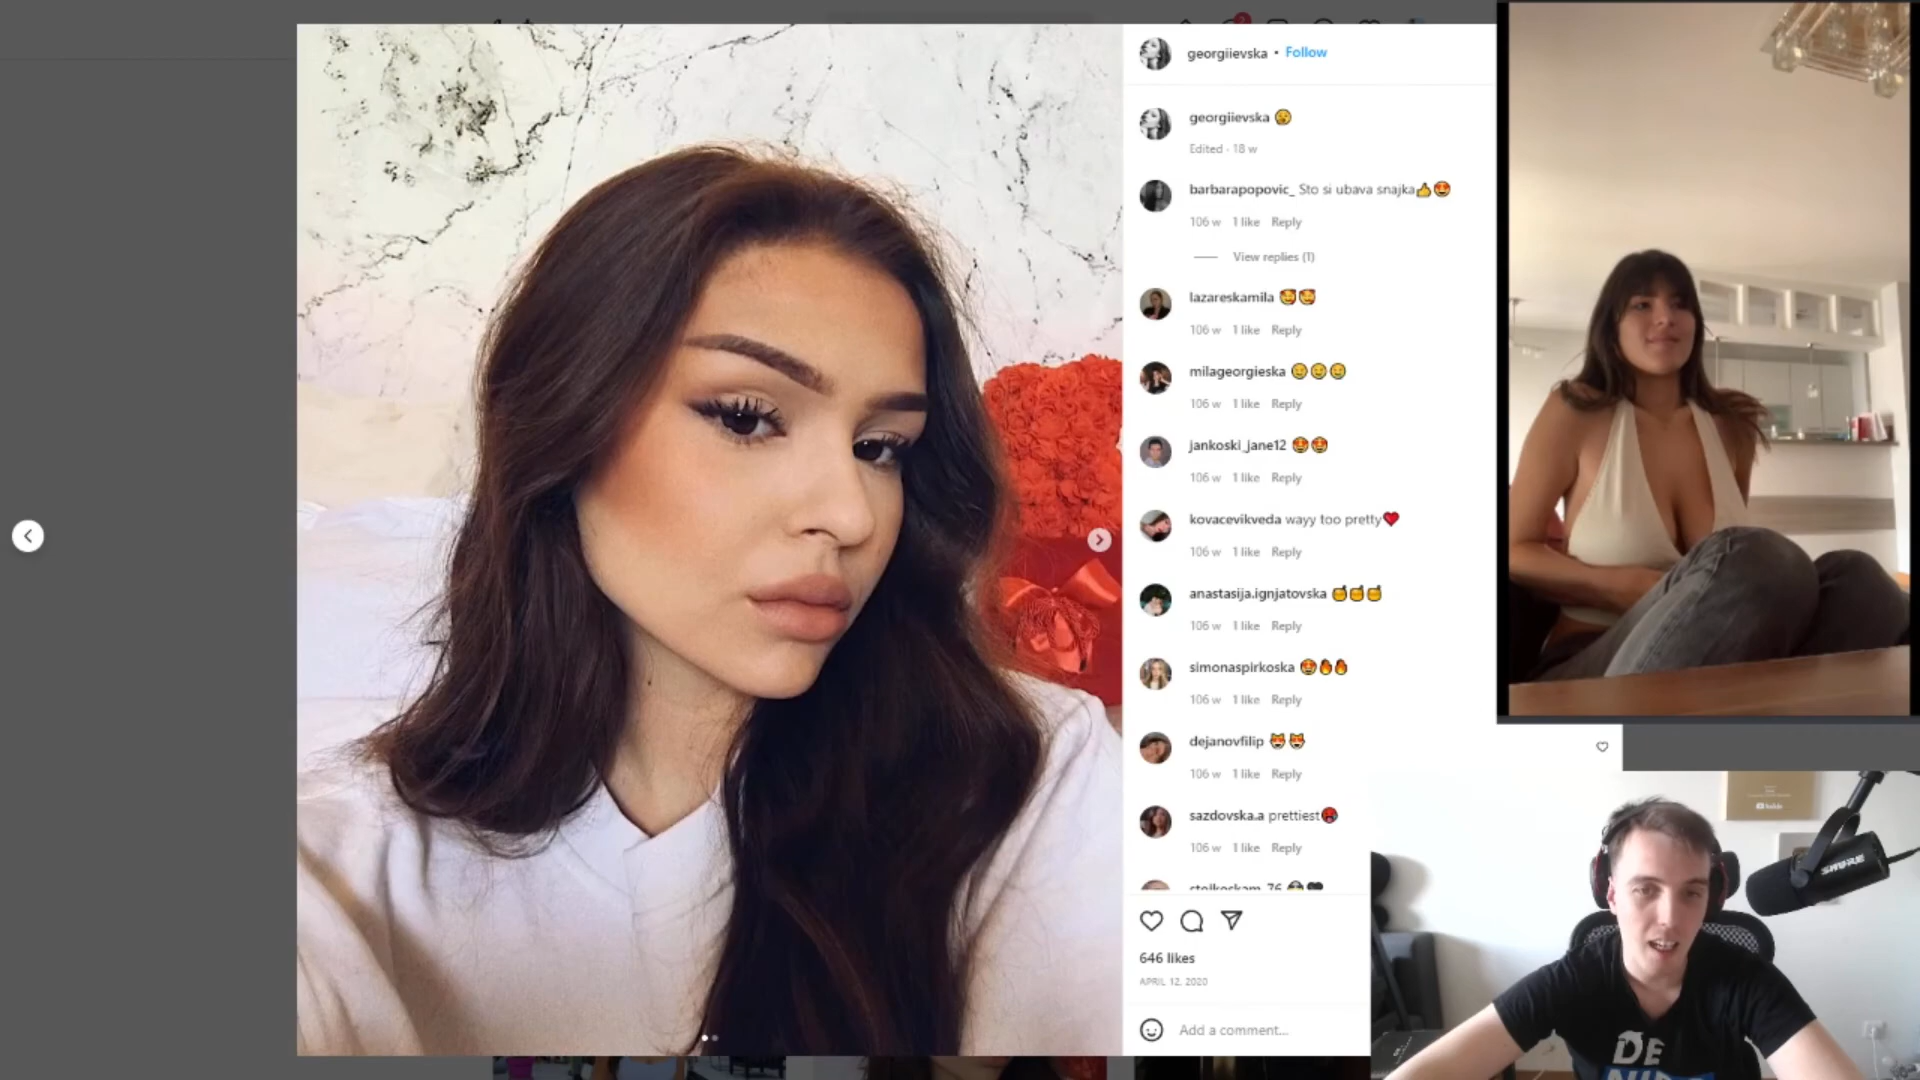 georgiievska • Follow
georgiievska 😥
Edited · 18 w
barbarapopovic_ Sto si ubava snajka👍😍
106 w 1 like Reply
View replies (1)
lazareskamila 🥰🥰
106 w 1 like Reply
milageorgieska 🥲🥲🥲
106 w 1 like Reply
jankoski_jane12 😍😍
106 w 1 like Reply
kovacevikveda wayy too pretty❤️
106 w 1 like Reply
anastasija.ignjatovska 🍯🍯🍯
106 w 1 like Reply
simonaspirkoska 😍🔥🔥
106 w 1 like Reply
dejanovfilip 😻😻
106 w 1 like Reply
sazdovska.a prettiest🥵
106 w 1 like Reply
646 likes
APRIL 12, 2020
Add a comment...
SHURE
DE